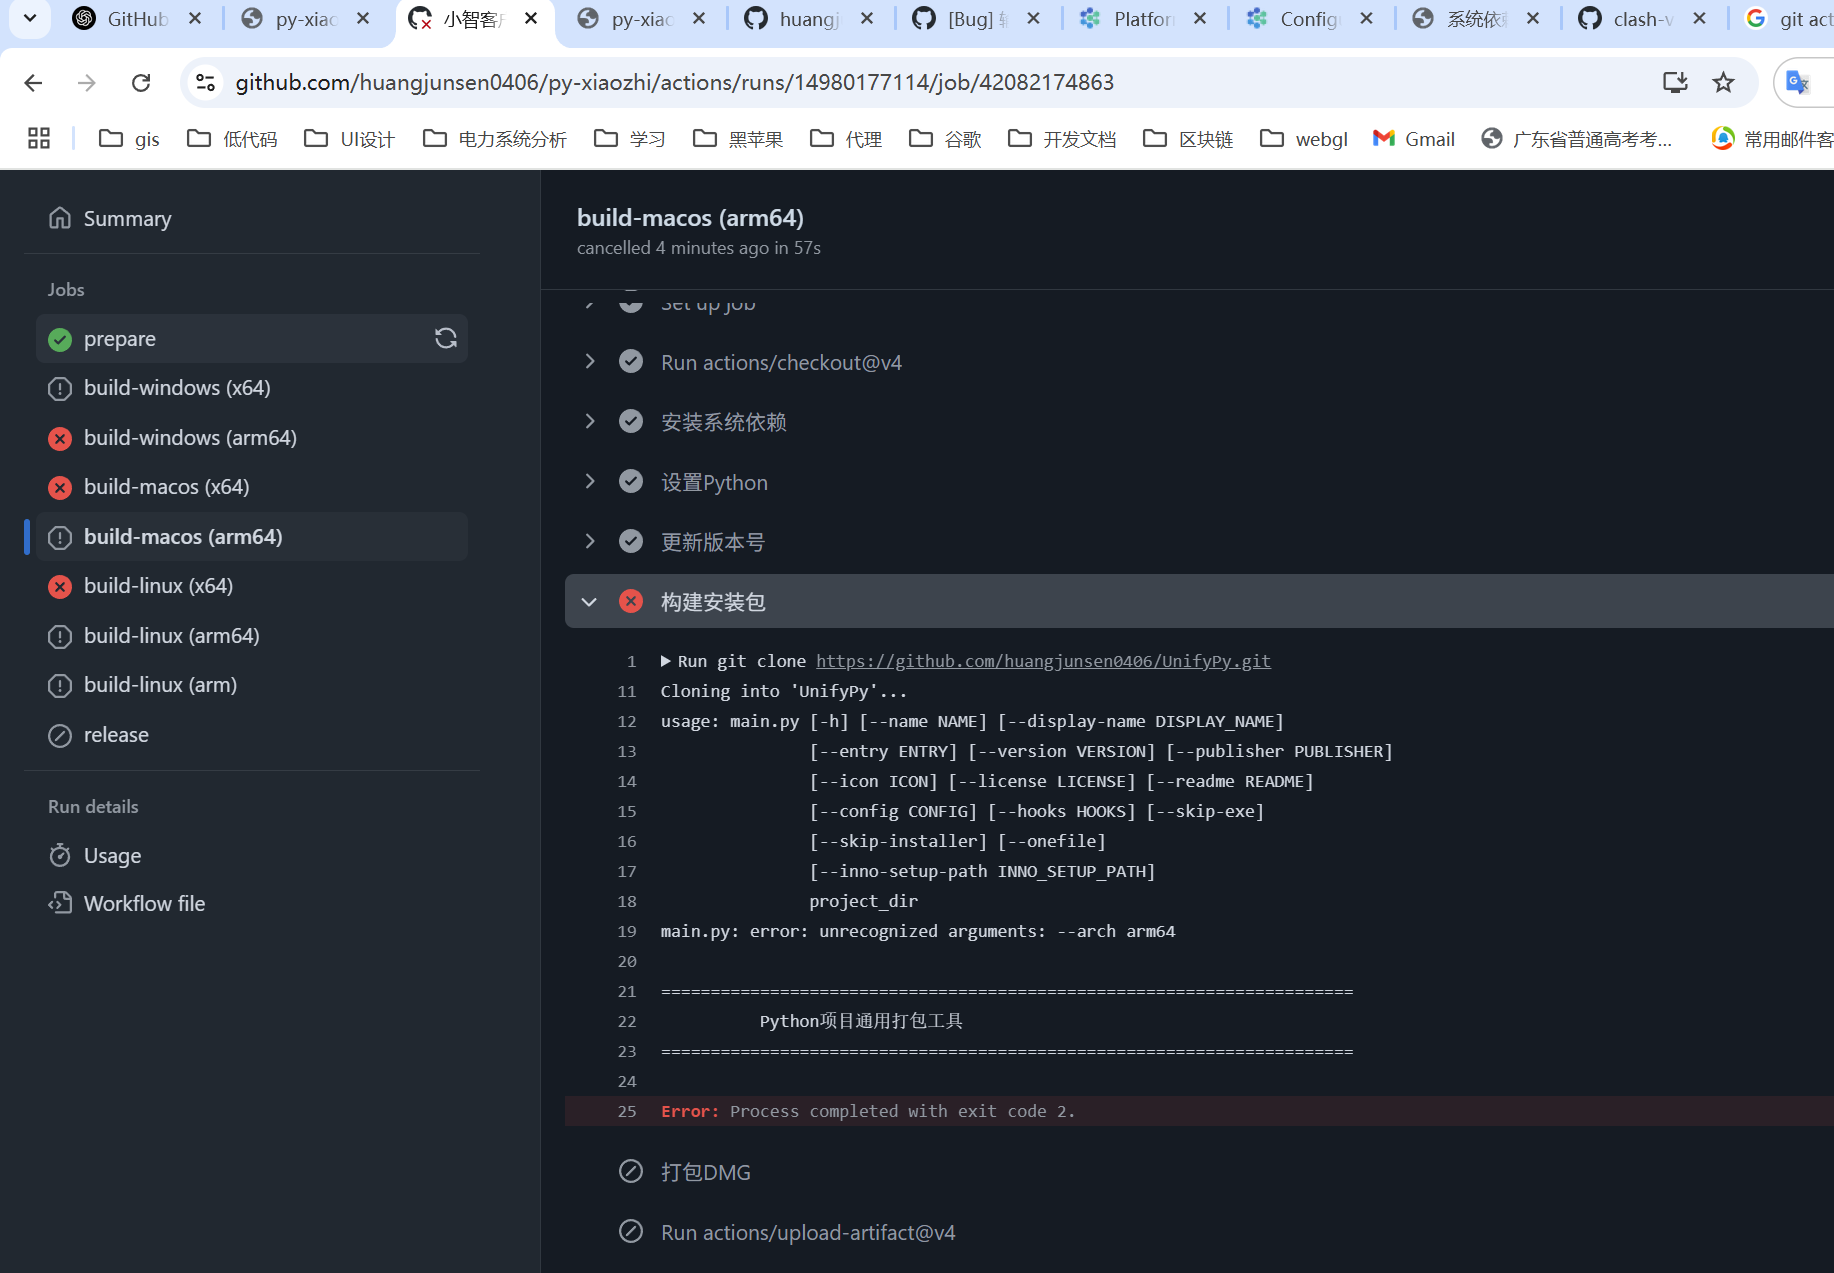 GitHub
py-xiao
小智客户
py-xiao
huangj
[Bug]
Platfor
Config
系统依
clash-v
git act
github.com/huangjunsen0406/py-xiaozhi/actions/runs/14980177114/job/42082174863
gis
低代码
UI设计
电力系统分析
学习
黑苹果
代理
谷歌
开发文档
区块链
webgl
Gmail
广东省普通高考考...
常用邮件客
Summary
Jobs
prepare
build-windows (x64)
build-windows (arm64)
build-macos (x64)
build-macos (arm64)
build-linux (x64)
build-linux (arm64)
build-linux (arm)
release
Run details
Usage
Workflow file
build-macos (arm64)
cancelled 4 minutes ago in 57s
Set up job
Run actions/checkout@v4
安装系统依赖
设置Python
更新版本号
构建安装包
1 Run git clone https://github.com/huangjunsen0406/UnifyPy.git
11 Cloning into 'UnifyPy'...
12 usage: main.py [-h] [--name NAME] [--display-name DISPLAY_NAME]
13 [--entry ENTRY] [--version VERSION] [--publisher PUBLISHER]
14 [--icon ICON] [--license LICENSE] [--readme README]
15 [--config CONFIG] [--hooks HOOKS] [--skip-exe]
16 [--skip-installer] [--onefile]
17 [--inno-setup-path INNO_SETUP_PATH]
18 project_dir
19 main.py: error: unrecognized arguments: --arch arm64
20
21 ======================================================================
22 Python项目通用打包工具
23 ======================================================================
24
25 Error: Process completed with exit code 2.
打包DMG
Run actions/upload-artifact@v4